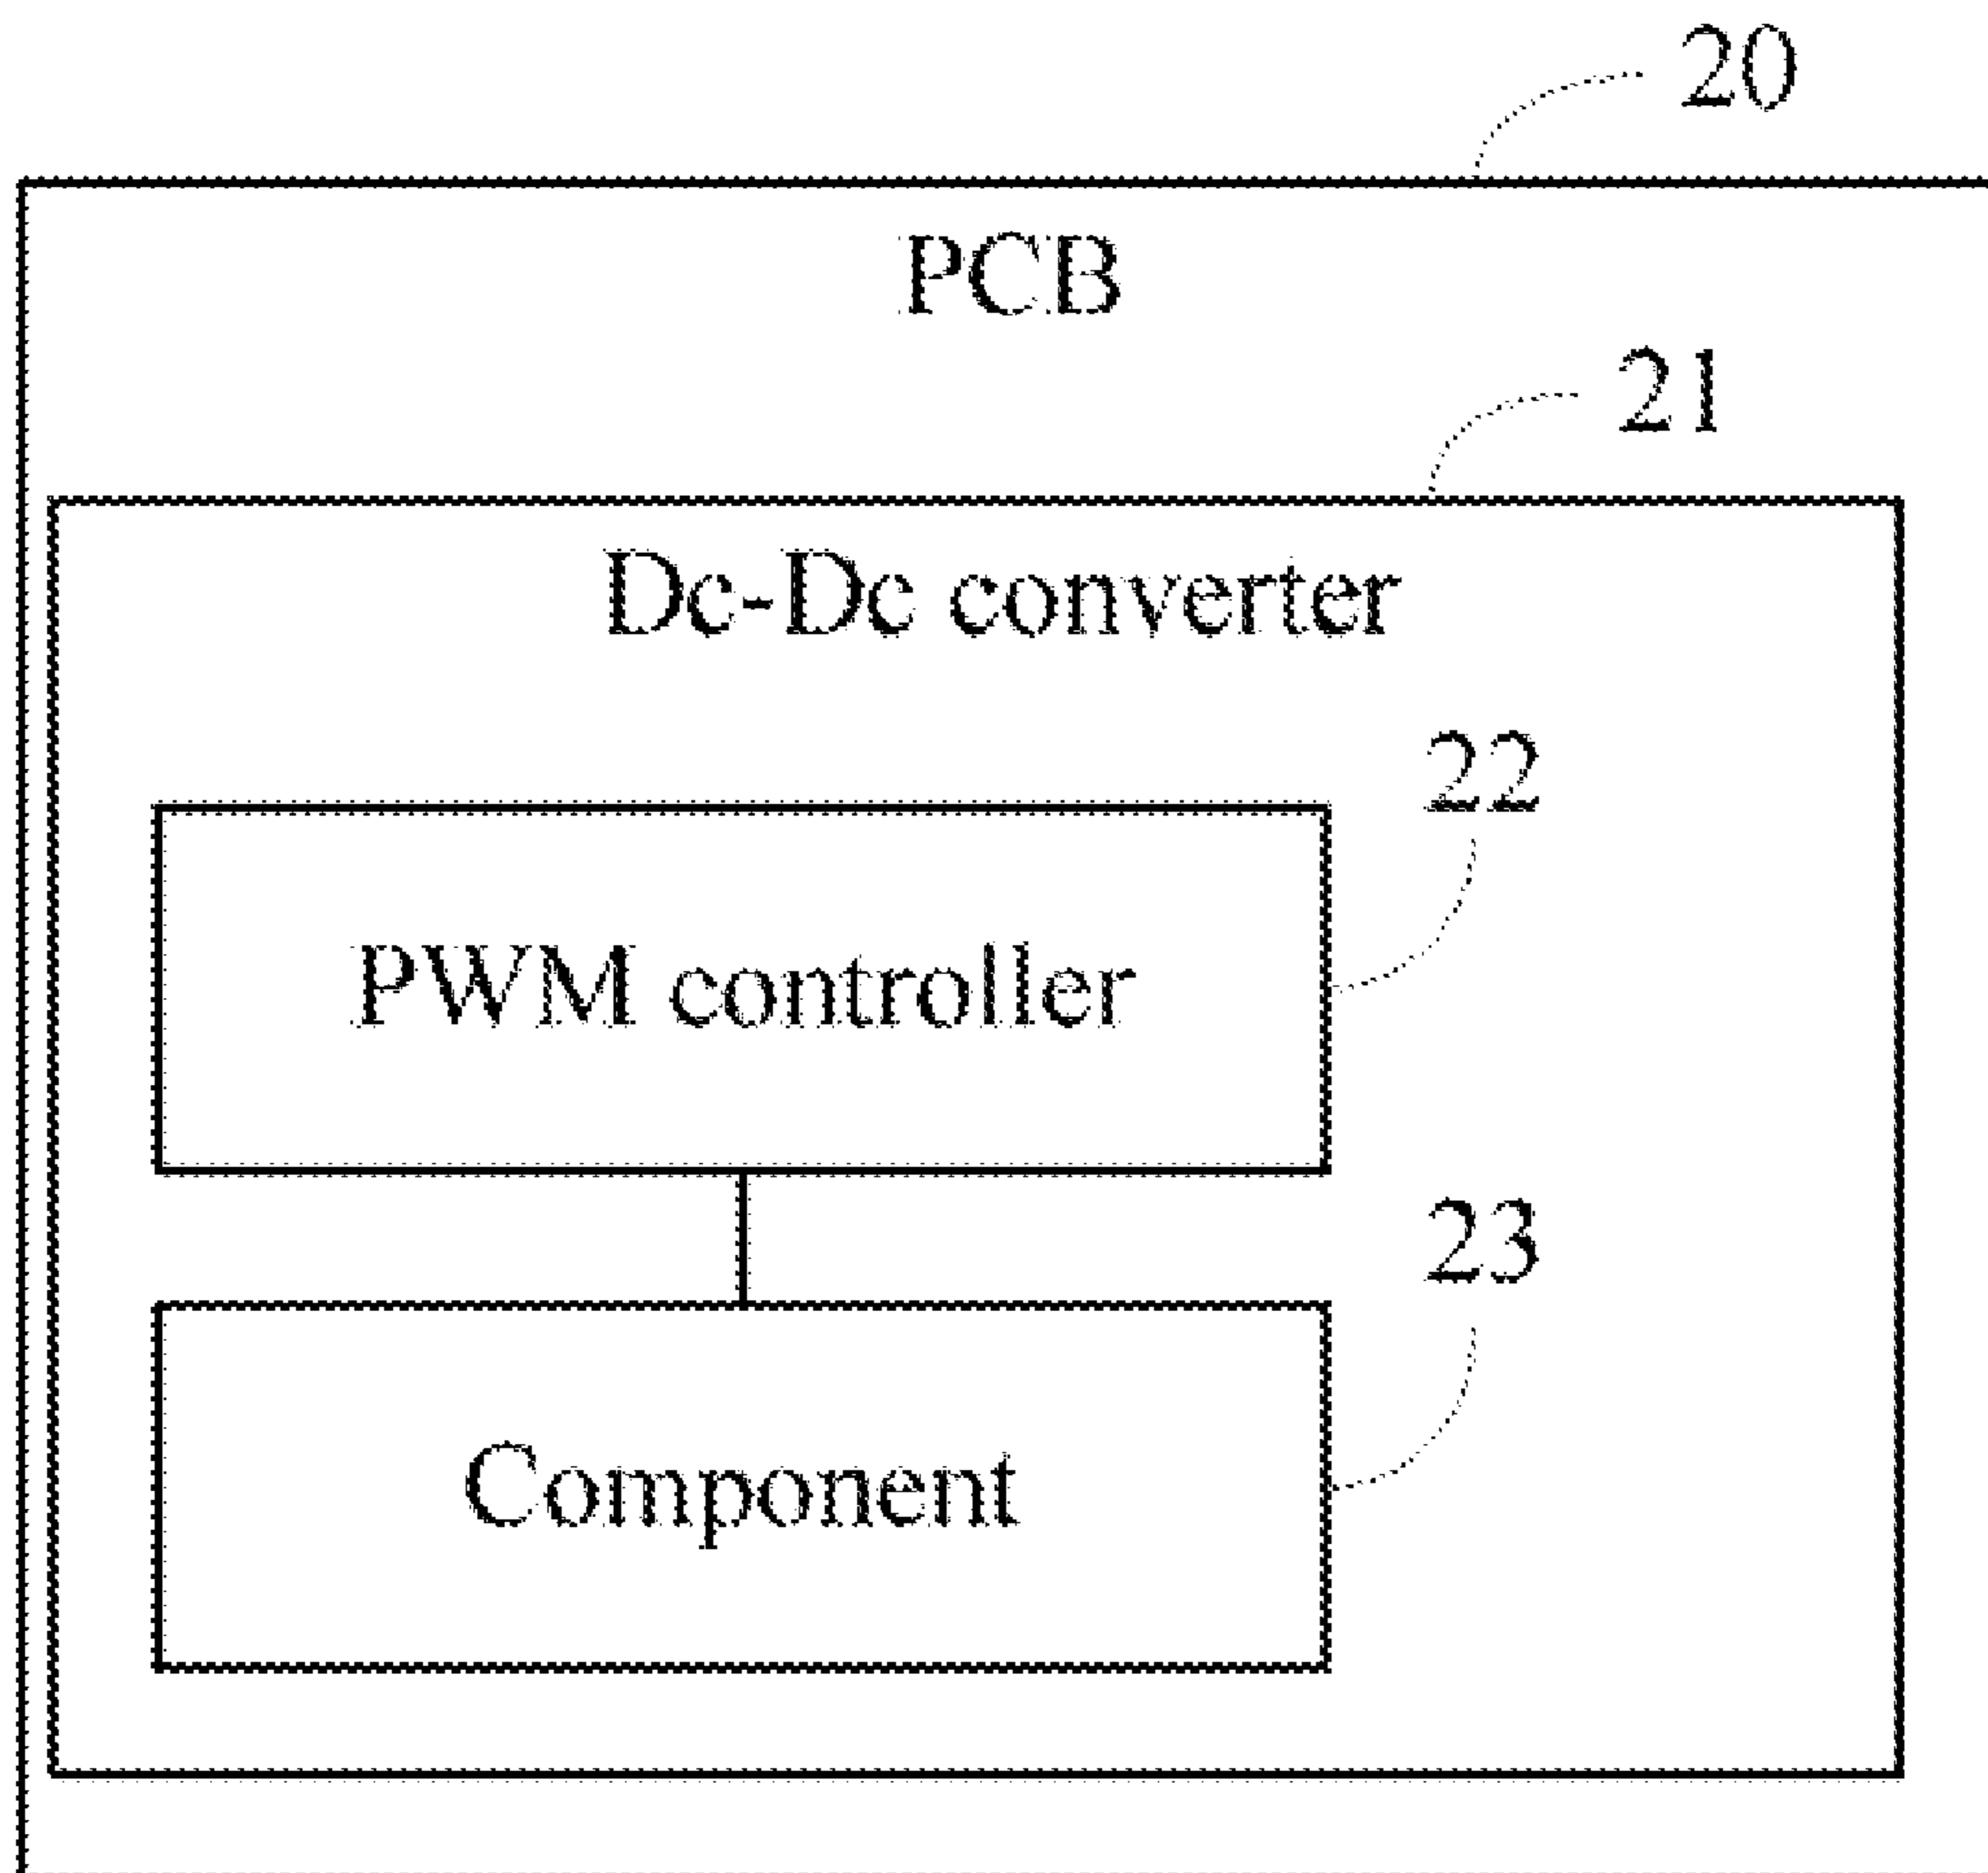 20
PCB
21
Dc-Dc converter
22
PWM controller
23
Component